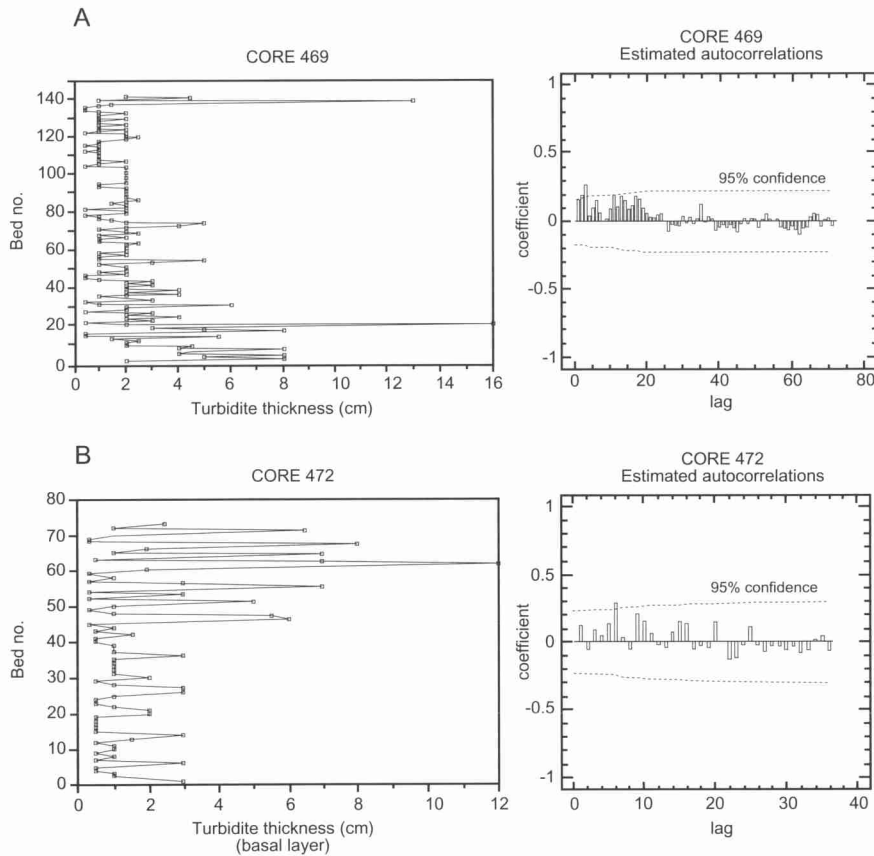 A
CORE 469
140
120
100
80
60
40
20
0
Bed no.
0 2 4 6 8 10 12 14 16
Turbidite thickness (cm)
CORE 469
Estimated autocorrelations
1
0.5
0
-0.5
-1
coefficient
95% confidence
0 20 40 60 80
lag
B
CORE 472
80
70
60
50
40
30
20
10
0
Bed no.
0 2 4 6 8 10 12
Turbidite thickness (cm)
(basal layer)
CORE 472
Estimated autocorrelations
1
0.5
0
-0.5
-1
coefficient
95% confidence
0 10 20 30 40
lag